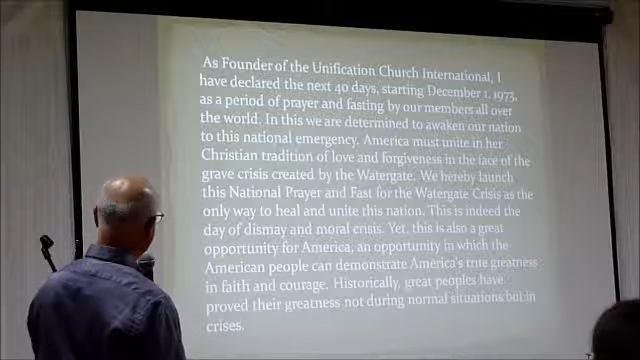 As Founder of the Unification Church International, I
have declared the next 40 days, starting December 1, 1973,
as a period of prayer and fasting by our members all over
the world. In this we are determined to awaken our nation
to this national emergency. America must unite in her
Christian tradition of love and forgiveness in the face of the
grave crisis created by the Watergate. We hereby launch
this National Prayer and Fast for the Watergate Crisis as the
only way to heal and unite this nation. This is indeed the
day of dismay and moral crisis. Yet, this is also a great
opportunity for America, an opportunity in which the
American people can demonstrate America's true greatness
in faith and courage. Historically, great peoples have
proved their greatness not during normal situations but in
crises.